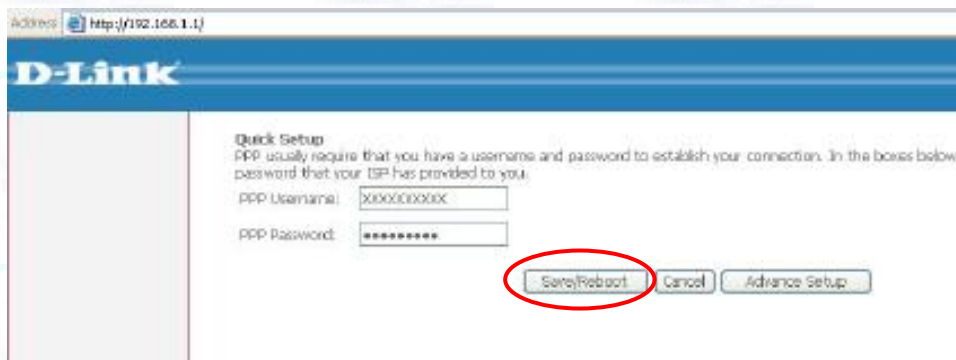 Address http://192.168.1.1/
D-Link
Quick Setup
PPP usually require that you have a username and password to establish your connection. In the boxes below
password that your ISP has provided to you.
PPP Username: XXXXXXXXXX
PPP Password: •••••••••
Save/Reboot Cancel Advance Setup